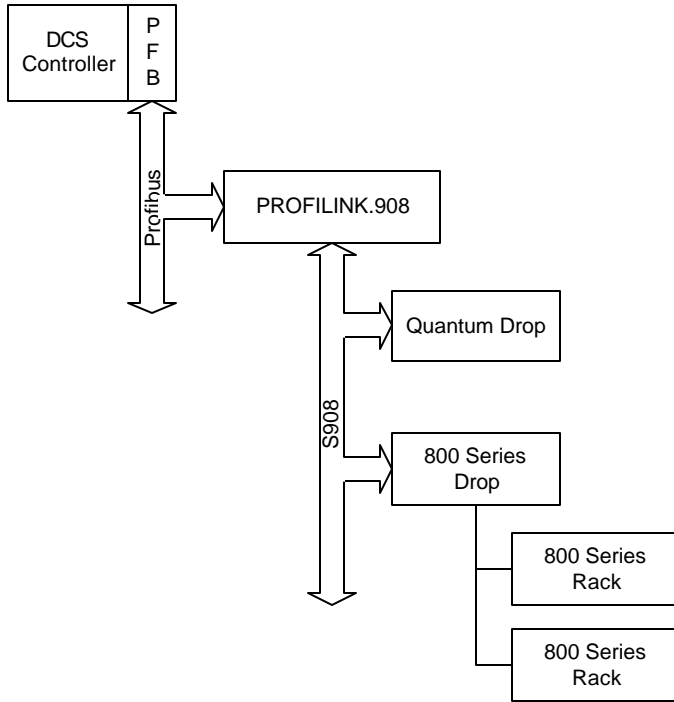 DCS
Controller
P
F
B
Profibus
PROFILINK.908
Quantum Drop
S908
800 Series
Drop
800 Series
Rack
800 Series
Rack